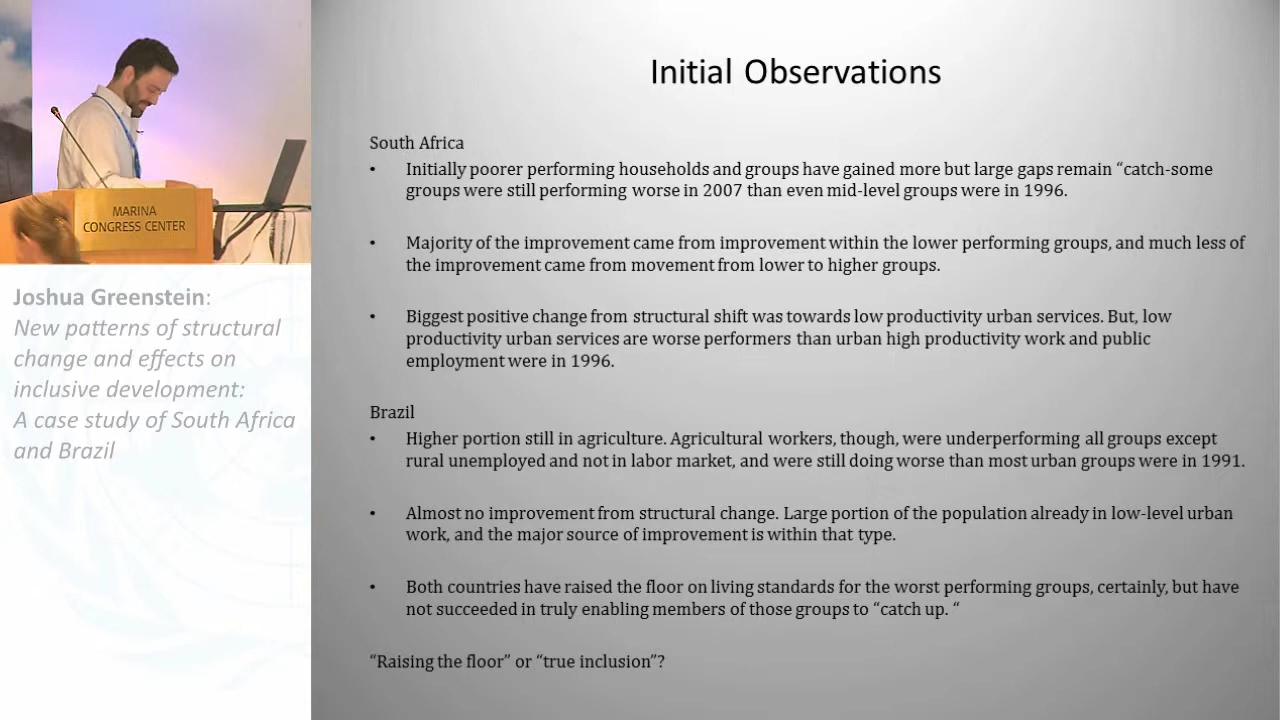 MARINA
CONGRESS CENTER
Joshua Greenstein:
New patterns of structural
change and effects on
inclusive development:
A case study of South Africa
and Brazil
Initial Observations
South Africa
• Initially poorer performing households and groups have gained more but large gaps remain “catch-some
groups were still performing worse in 2007 than even mid-level groups were in 1996.
• Majority of the improvement came from improvement within the lower performing groups, and much less of
the improvement came from movement from lower to higher groups.
• Biggest positive change from structural shift was towards low productivity urban services. But, low
productivity urban services are worse performers than urban high productivity work and public
employment were in 1996.
Brazil
• Higher portion still in agriculture. Agricultural workers, though, were underperforming all groups except
rural unemployed and not in labor market, and were still doing worse than most urban groups were in 1991.
• Almost no improvement from structural change. Large portion of the population already in low-level urban
work, and the major source of improvement is within that type.
• Both countries have raised the floor on living standards for the worst performing groups, certainly, but have
not succeeded in truly enabling members of those groups to “catch up. “
“Raising the floor” or “true inclusion”?